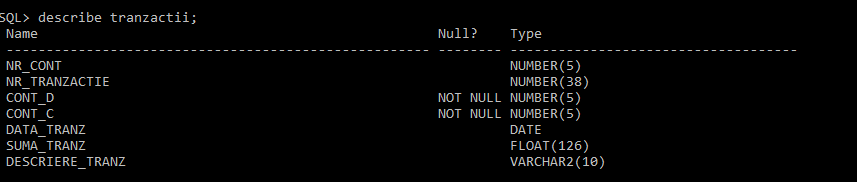 SQL> describe tranzactii;
Name Null? Type
----------------------------------------------------- -------- ------------------------------------
NR_CONT NUMBER(5)
NR_TRANZACTIE NUMBER(38)
CONT_D NOT NULL NUMBER(5)
CONT_C NOT NULL NUMBER(5)
DATA_TRANZ DATE
SUMA_TRANZ FLOAT(126)
DESCRIERE_TRANZ VARCHAR2(10)